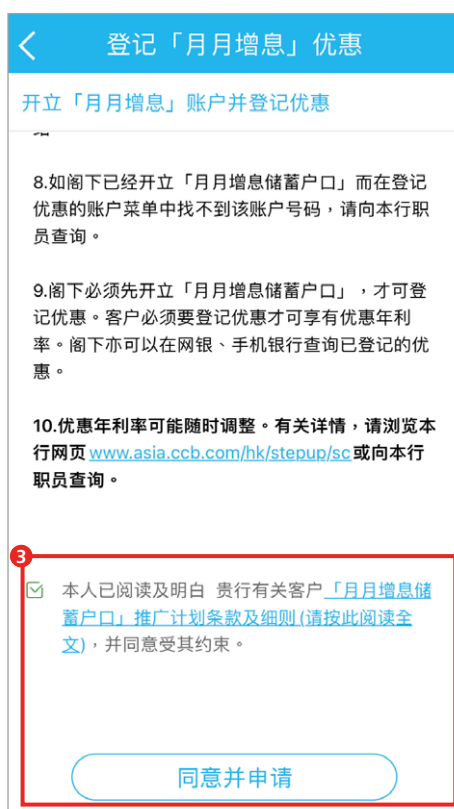 登记「月月增息」优惠
开立「月月增息」账户并登记优惠
8.如阁下已经开立「月月增息储蓄户口」而在登记
优惠的账户菜单中找不到该账户号码，请向本行职
员查询。
9.阁下必须先开立「月月增息储蓄户口」，才可登
记优惠。客户必须要登记优惠才可享有优惠年利
率。阁下亦可以在网银、手机银行查询已登记的优
惠。
10.优惠年利率可能随时调整。有关详情，请浏览本
行网页 www.asia.ccb.com/hk/stepup/sc或向本行
职员查询。
3
本人已阅读及明白 贵行有关客户「月月增息储
蓄户口」推广计划条款及细则 (请按此阅读全
文)，并同意受其约束。
同意并申请